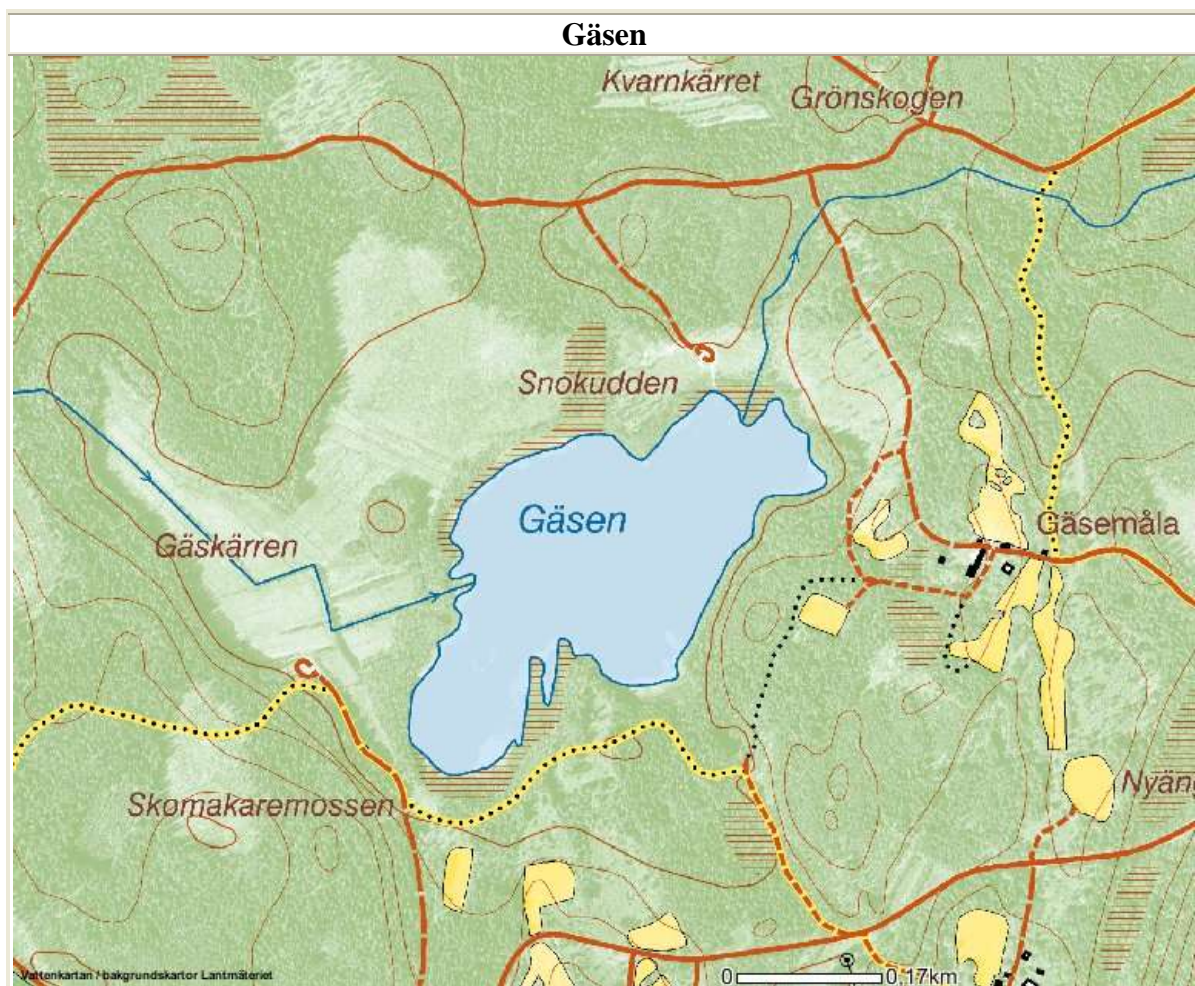 Gäsen
Kvarnkärret
Grönskogen
Snokudden
Gäsen
Gäsemåla
Gäskärren
Nyäng
Skomakaremossen
Vattenkartan / bakgrundskartor Lantmäteriet
0 0,17km